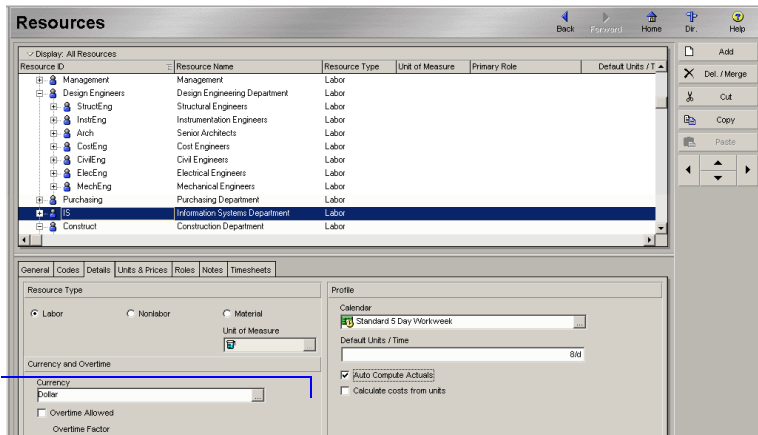 Resources
Back Forward Home Dir. Help
Display: All Resources
Resource ID Resource Name Resource Type Unit of Measure Primary Role Default Units / T
Management Management Labor
Design Engineers Design Engineering Department Labor
StructEng Structural Engineers Labor
InstrEng Instrumentation Engineers Labor
Arch Senior Architects Labor
CostEng Cost Engineers Labor
CivilEng Civil Engineers Labor
ElecEng Electrical Engineers Labor
MechEng Mechanical Engineers Labor
Purchasing Purchasing Department Labor
IS Information Systems Department Labor
Construct Construction Department Labor
Add
Del. / Merge
Cut
Copy
Paste
General Codes Details Units & Prices Roles Notes Timesheets
Resource Type
Labor Nonlabor Material
Unit of Measure
Currency and Overtime
Currency
Dollar ...
Overtime Allowed
Overtime Factor
Profile
Calendar
Standard 5 Day Workweek ...
Default Units / Time
8/d
Auto Compute Actuals
Calculate costs from units